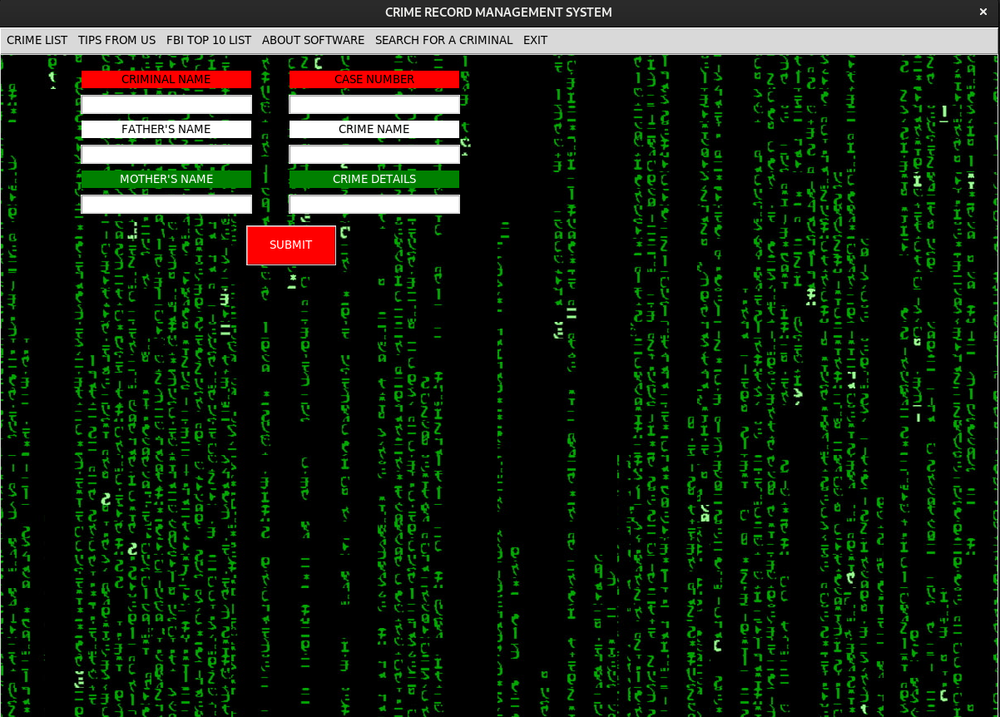 CRIME RECORD MANAGEMENT SYSTEM ×
CRIME LIST TIPS FROM US FBI TOP 10 LIST ABOUT SOFTWARE SEARCH FOR A CRIMINAL EXIT
CRIMINAL NAME CASE NUMBER
FATHER'S NAME CRIME NAME
MOTHER'S NAME CRIME DETAILS
SUBMIT